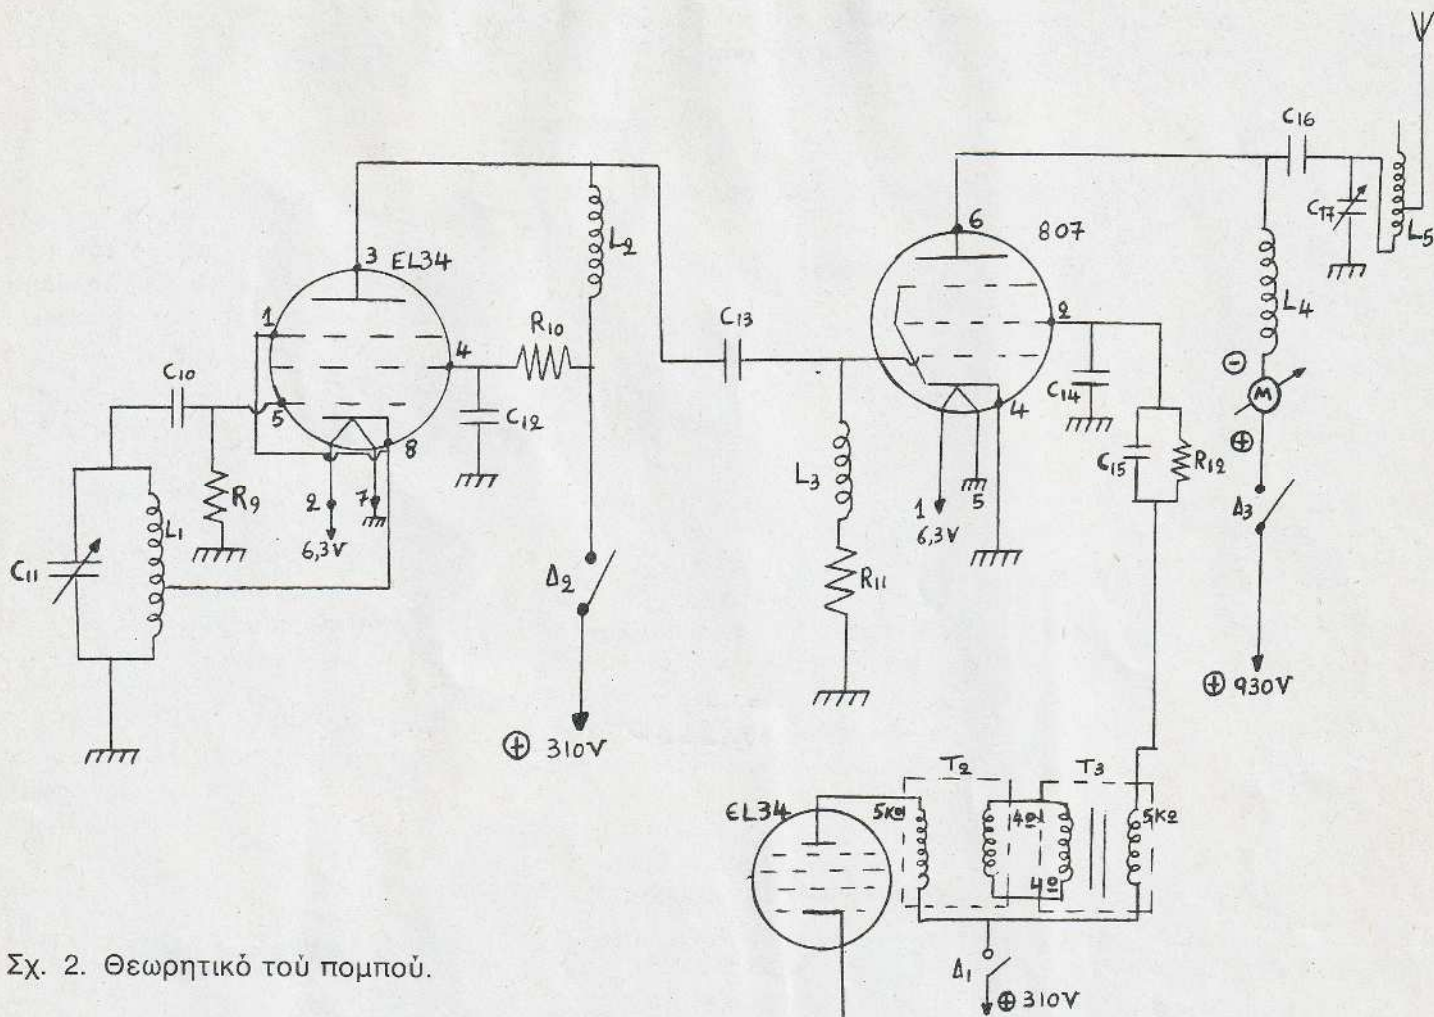 C16
3 EL34
6 807
C17
L5
L2
L4
1
C13
2
R10
4
C10
⊖
5
C12
C14
M
8
4
⊕
R9
L1
L3
C15
R12
2
7
1
5
6,3V
6,3V
Δ3
C11
Δ2
R11
⊕ 930V
⊕ 310V
T2
T3
EL34
5KΩ
4Ω
5KΩ
4Ω
Σχ. 2. Θεωρητικό τοῦ πομποῦ.
Δ1
⊕ 310V